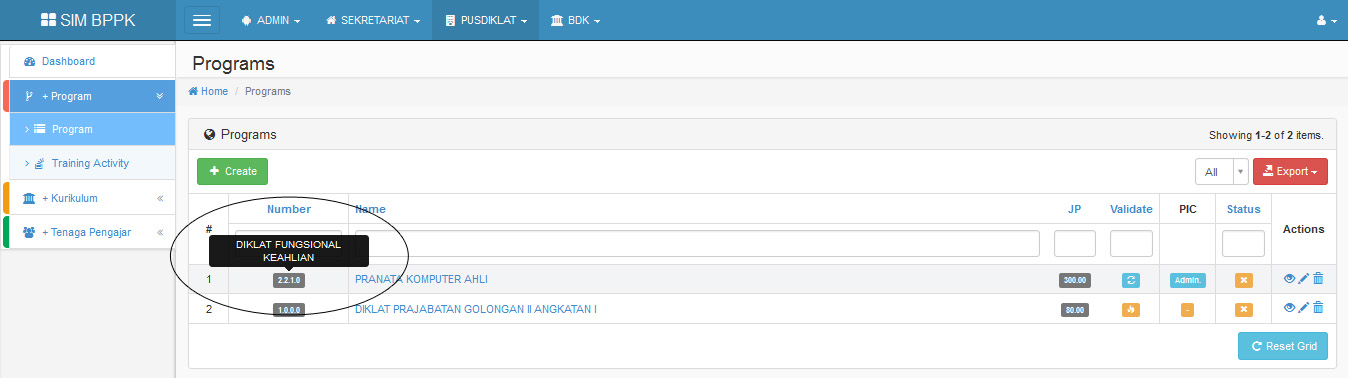 SIM BPPK
ADMIN SEKRETARIAT PUSDIKLAT BDK
Dashboard
+ Program
Program
Training Activity
+ Kurikulum
+ Tenaga Pengajar
Programs
Home / Programs
Programs
Showing 1-2 of 2 items.
+ Create
All
Export
# Number Name JP Validate PIC Status Actions
DIKLAT FUNGSIONAL
KEAHLIAN
1 2.2.1.0 PRANATA KOMPUTER AHLI 300.00 Admin.
2 1.0.0.0 DIKLAT PRAJABATAN GOLONGAN II ANGKATAN I 80.00 -
Reset Grid